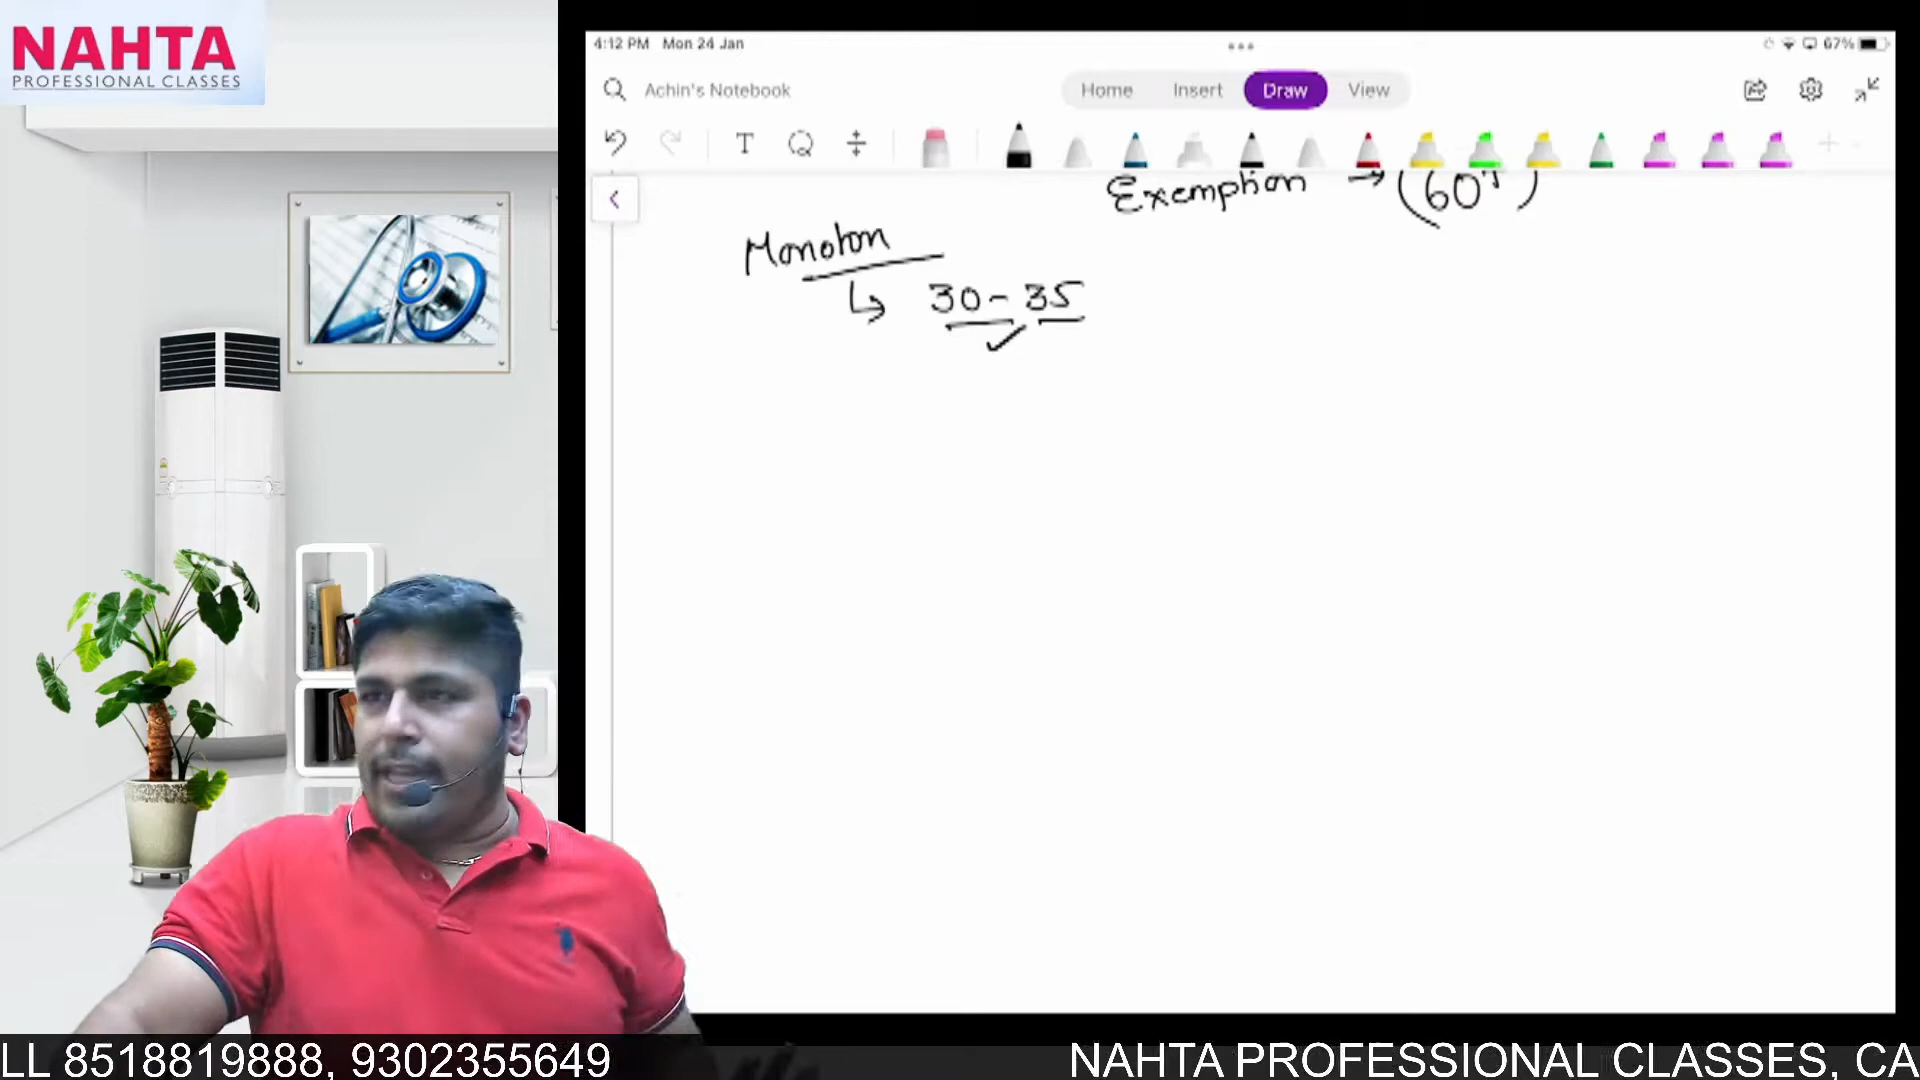 NAHTA
PROFESSIONAL CLASSES
4:12 PM Mon 24 Jan
67%
Achin's Notebook
Home Insert Draw View
T
Exemption → (60+)
Monoton
↳ 30-35 ✓
LL 8518819888, 9302355649
NAHTA PROFESSIONAL CLASSES, CA